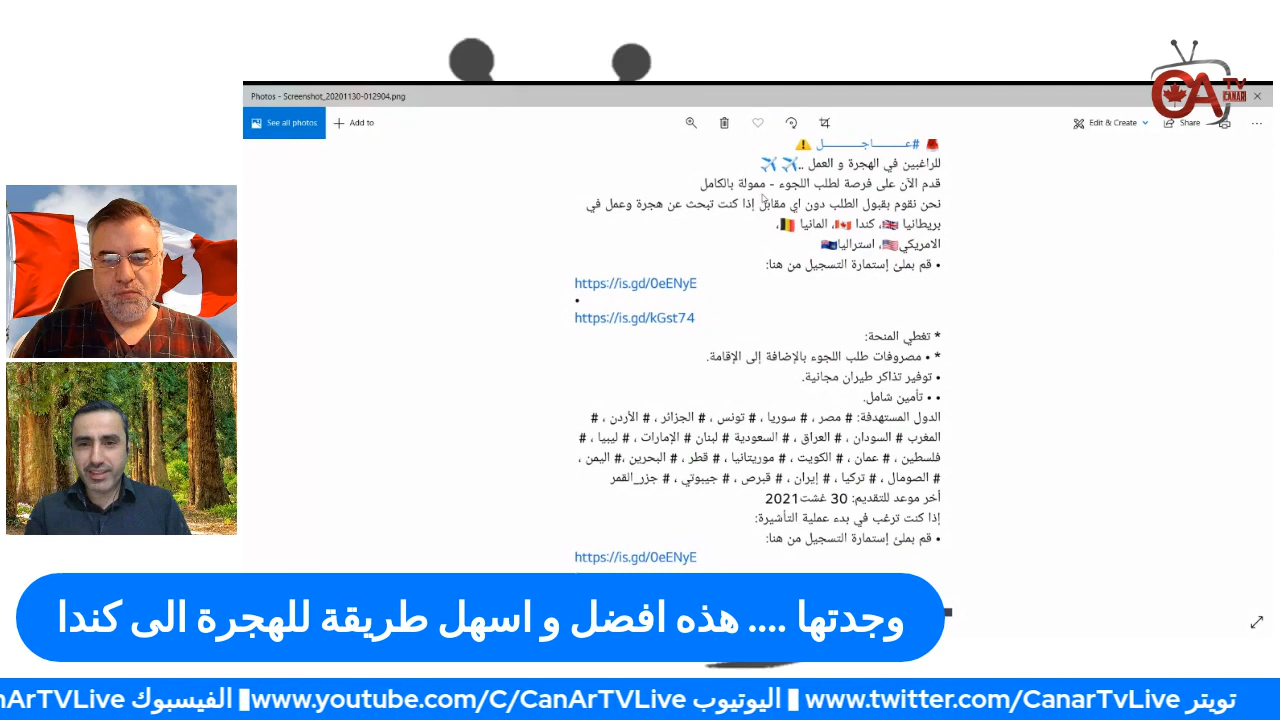 CA TV CANAR
Photos - Screenshot_20201130-012904.png
See all photos
Add to
Edit & Create
Share
#عـــــــاجـــــــــل ⚠️
للراغبين في الهجرة و العمل .. ✈️ ✈️
قدم الآن على فرصة لطلب اللجوء - ممولة بالكامل
نحن نقوم بقبول الطلب دون اي مقابل إذا كنت تبحث عن هجرة وعمل في
بريطانيا 🇬🇧، كندا 🇨🇦، المانيا 🇧🇪،
الامريكي🇺🇸، استراليا🇦🇺
• قم بملئ إستمارة التسجيل من هنا:
https://is.gd/0eENyE
•
https://is.gd/kGst74
* تغطي المنحة:
* • مصروفات طلب اللجوء بالإضافة إلى الإقامة.
• توفير تذاكر طيران مجانية.
• • تأمين شامل.
الدول المستهدفة: # مصر ، # سوريا ، # تونس ، # الجزائر ، # الأردن ، #
المغرب # السودان ، # العراق ، # السعودية # لبنان # الإمارات ، # ليبيا ، #
فلسطين ، # عمان ، # الكويت ، # موريتانيا ، # قطر ، # البحرين ،# اليمن ،
# الصومال ، # تركيا ، # إيران ، # قبرص ، # جيبوتي ، # جزر_القمر
أخر موعد للتقديم: 30 غشت2021
إذا كنت ترغب في بدء عملية التأشيرة:
• قم بملئ إستمارة التسجيل من هنا:
https://is.gd/0eENyE
وجدتها .... هذه افضل و اسهل طريقة للهجرة الى كندا
تويتر www.twitter.com/CanarTvLive ▮ اليوتيوب www.youtube.com/C/CanArTVLive ▮ الفيسبوك nArTVLive